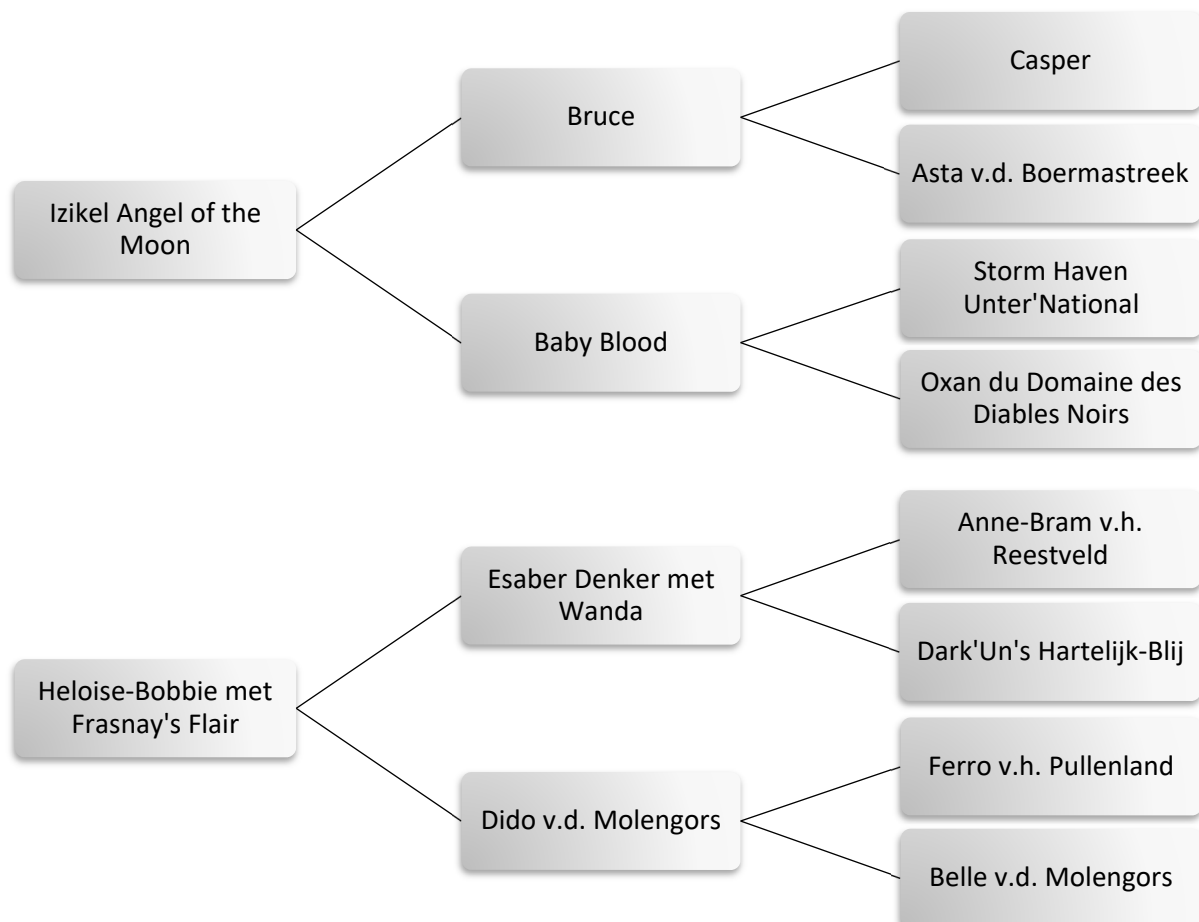 Casper
Bruce
Asta v.d. Boermastreek
Izikel Angel of the
Moon
Storm Haven
Unter'National
Baby Blood
Oxan du Domaine des
Diables Noirs
Anne-Bram v.h.
Reestveld
Esaber Denker met
Wanda
Dark'Un's Hartelijk-Blij
Heloise-Bobbie met
Frasnay's Flair
Ferro v.h. Pullenland
Dido v.d. Molengors
Belle v.d. Molengors